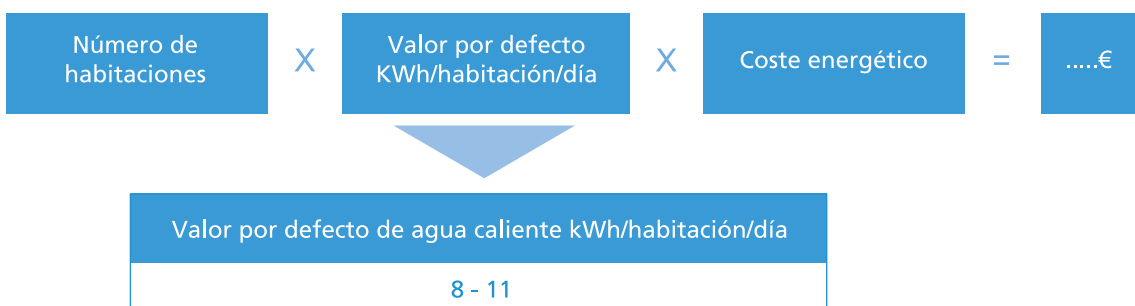 Número de
habitaciones
X
Valor por defecto
KWh/habitación/día
X
Coste energético
=
.....€
Valor por defecto de agua caliente kWh/habitación/día
8 - 11